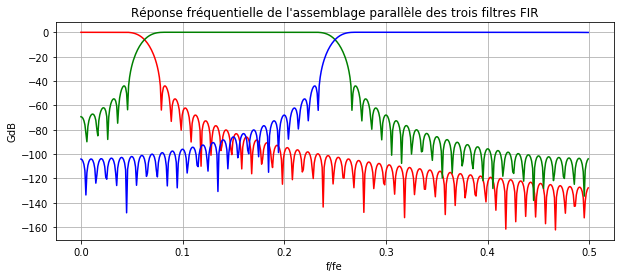 Réponse fréquentielle de l'assemblage parallèle des trois filtres FIR
GdB
0
−20
−40
−60
−80
−100
−120
−140
−160
0.0 0.1 0.2 0.3 0.4 0.5
f/fe